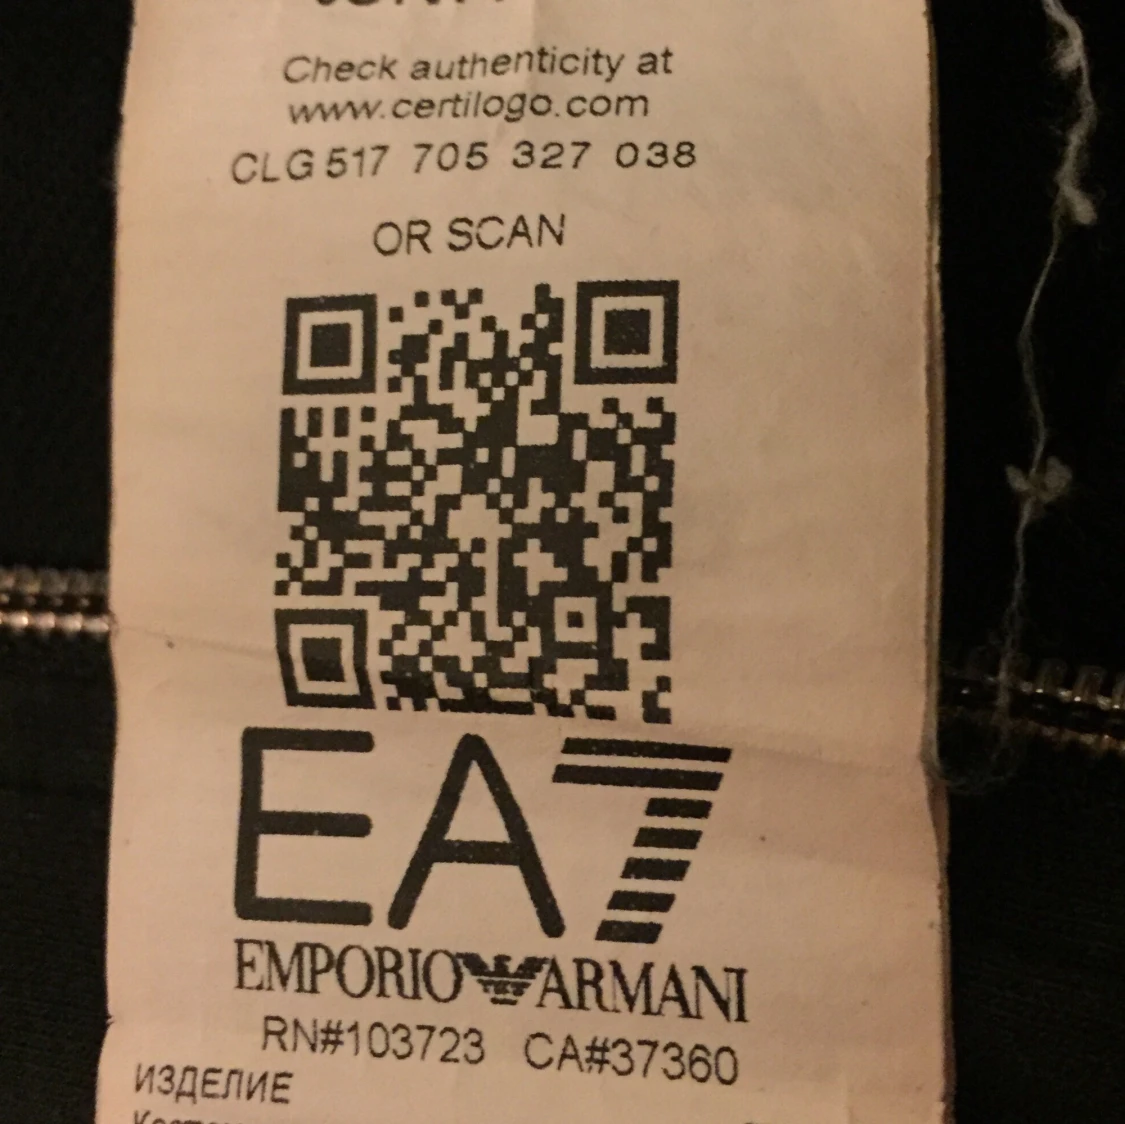 Check authenticity at
www.certilogo.com
CLG 517 705 327 038
OR SCAN
EA7
EMPORIO ARMANI
RN#103723 CA#37360
ИЗДЕЛИЕ